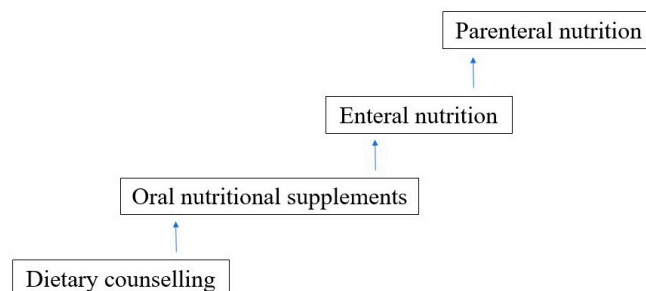 Parenteral nutrition
Enteral nutrition
Oral nutritional supplements
Dietary counselling